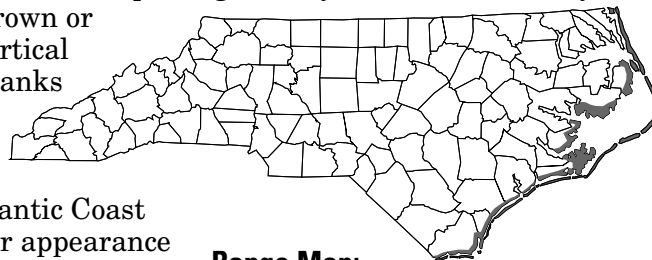 rown or
rtical
anks
antic Coast
r appearance
Range Map: